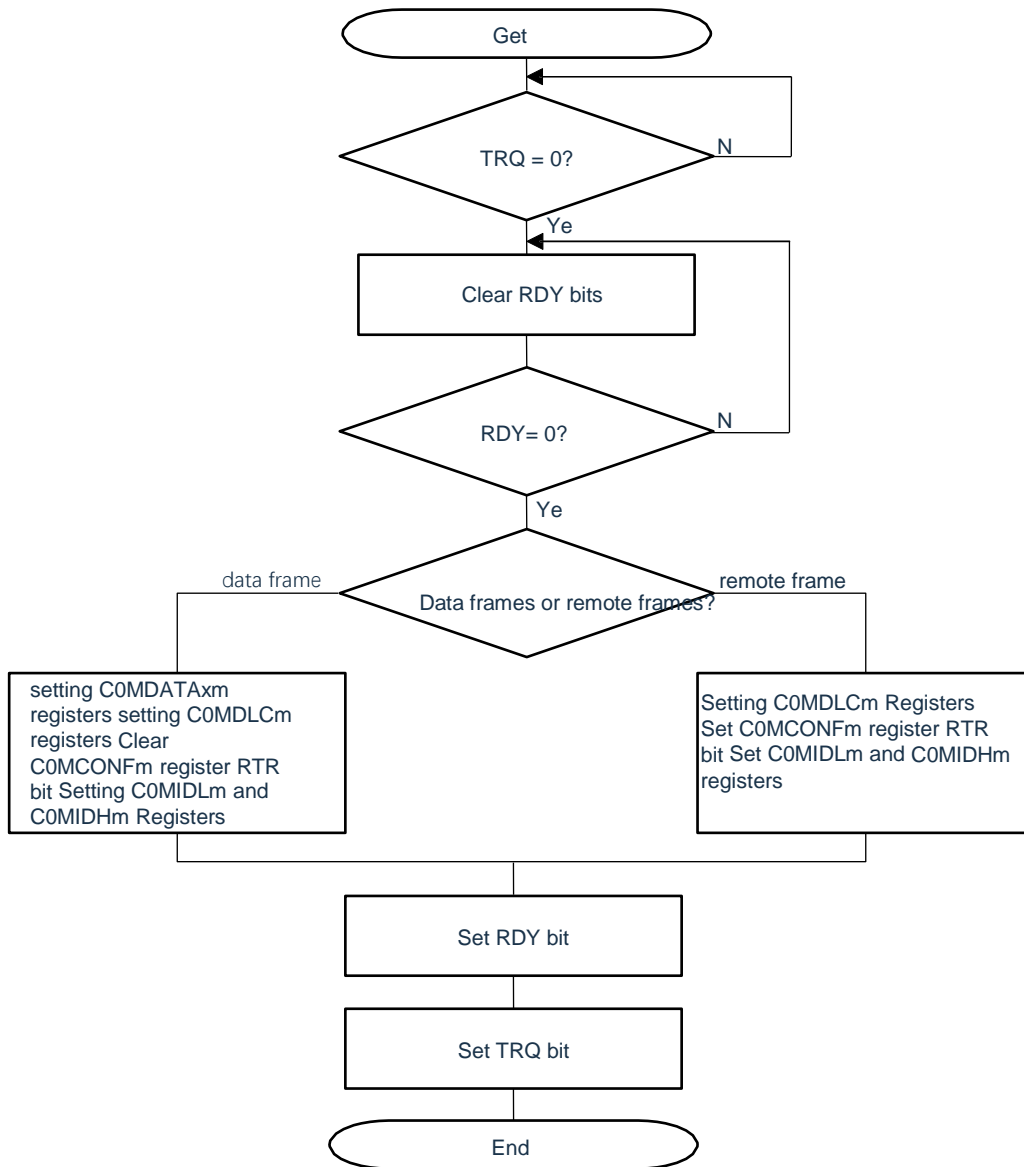 Get
N
TRQ = 0?
Ye
Clear RDY bits
N
RDY= 0?
Ye
data frame
remote frame
Data frames or remote frames?
setting C0MDATAxm
registers setting C0MDLCm
registers Clear
C0MCONFm register RTR
bit Setting C0MIDLm and
C0MIDHm Registers
Setting C0MDLCm Registers
Set C0MCONFm register RTR
bit Set C0MIDLm and C0MIDHm
registers
Set RDY bit
Set TRQ bit
End